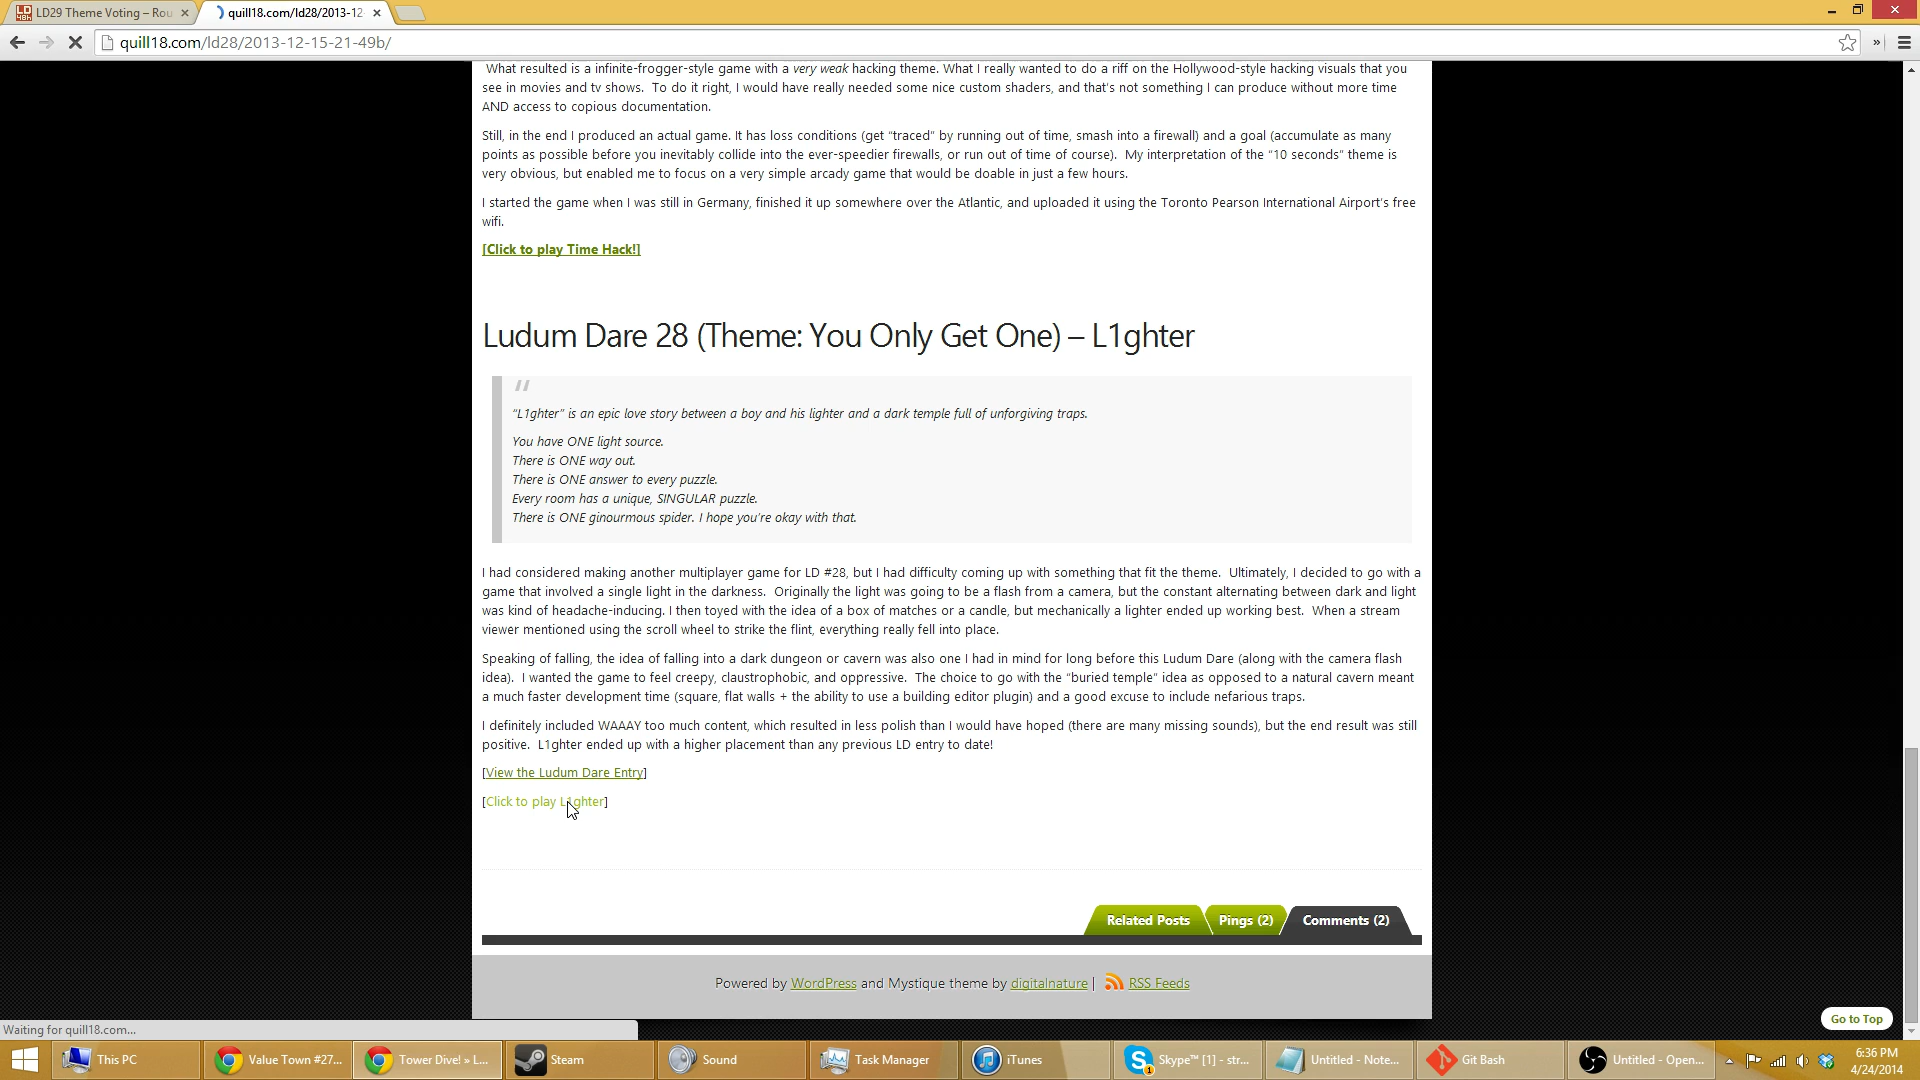 LD29 Theme Voting – Rou
quill18.com/ld28/2013-12
quill18.com/ld28/2013-12-15-21-49b/
What resulted is a infinite-frogger-style game with a very weak hacking theme. What I really wanted to do a riff on the Hollywood-style hacking visuals that you
see in movies and tv shows. To do it right, I would have really needed some nice custom shaders, and that's not something I can produce without more time
AND access to copious documentation.
Still, in the end I produced an actual game. It has loss conditions (get “traced” by running out of time, smash into a firewall) and a goal (accumulate as many
points as possible before you inevitably collide into the ever-speedier firewalls, or run out of time of course). My interpretation of the “10 seconds” theme is
very obvious, but enabled me to focus on a very simple arcady game that would be doable in just a few hours.
I started the game when I was still in Germany, finished it up somewhere over the Atlantic, and uploaded it using the Toronto Pearson International Airport's free
wifi.
[Click to play Time Hack!]
Ludum Dare 28 (Theme: You Only Get One) – L1ghter
“L1ghter” is an epic love story between a boy and his lighter and a dark temple full of unforgiving traps.
You have ONE light source.
There is ONE way out.
There is ONE answer to every puzzle.
Every room has a unique, SINGULAR puzzle.
There is ONE ginourmous spider. I hope you're okay with that.
I had considered making another multiplayer game for LD #28, but I had difficulty coming up with something that fit the theme. Ultimately, I decided to go with a
game that involved a single light in the darkness. Originally the light was going to be a flash from a camera, but the constant alternating between dark and light
was kind of headache-inducing. I then toyed with the idea of a box of matches or a candle, but mechanically a lighter ended up working best. When a stream
viewer mentioned using the scroll wheel to strike the flint, everything really fell into place.
Speaking of falling, the idea of falling into a dark dungeon or cavern was also one I had in mind for long before this Ludum Dare (along with the camera flash
idea). I wanted the game to feel creepy, claustrophobic, and oppressive. The choice to go with the “buried temple” idea as opposed to a natural cavern meant
a much faster development time (square, flat walls + the ability to use a building editor plugin) and a good excuse to include nefarious traps.
I definitely included WAAAY too much content, which resulted in less polish than I would have hoped (there are many missing sounds), but the end result was still
positive. L1ghter ended up with a higher placement than any previous LD entry to date!
[View the Ludum Dare Entry]
[Click to play L1ghter]
Related Posts Pings (2) Comments (2)
Powered by WordPress and Mystique theme by digitalnature | RSS Feeds
Go to Top
Waiting for quill18.com...
This PC Value Town #27... Tower Dive! » L... Steam Sound Task Manager iTunes Skype™ [1] - str... Untitled - Note... Git Bash Untitled - Open... 6:36 PM
4/24/2014